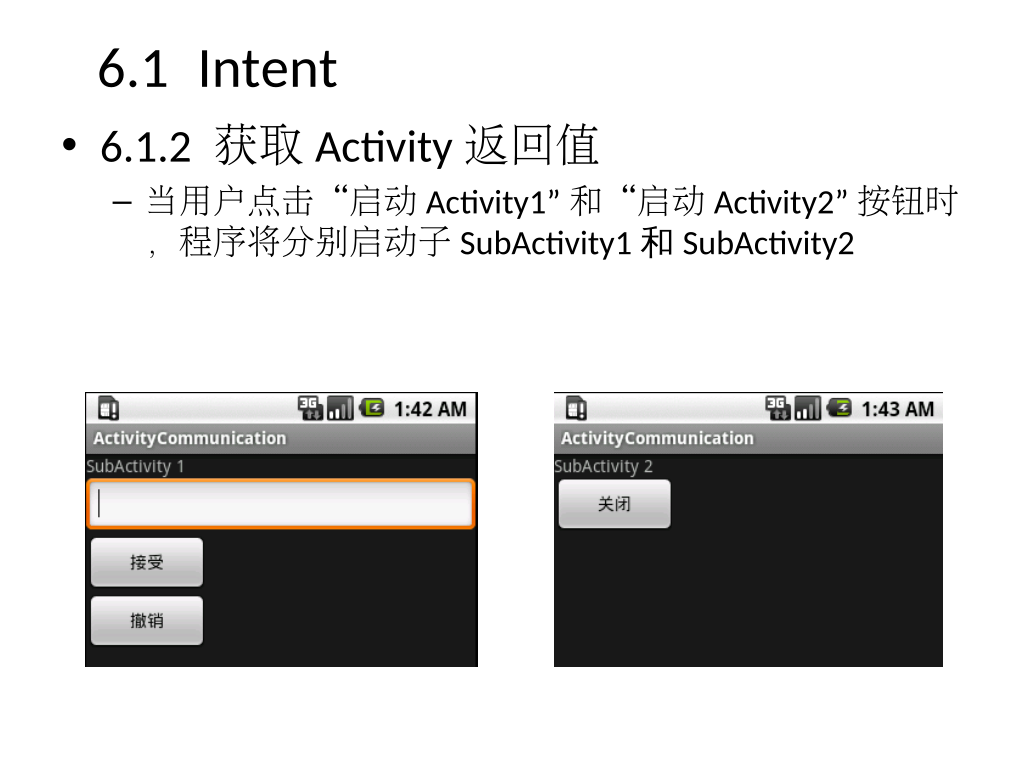 6.1 Intent
• 6.1.2 获取 Activity 返回值
– 当用户点击“启动 Activity1” 和“启动 Activity2” 按钮时
，程序将分别启动子 SubActivity1 和 SubActivity2
3G 1:42 AM
ActivityCommunication
SubActivity 1
接受
撤销
3G 1:43 AM
ActivityCommunication
SubActivity 2
关闭